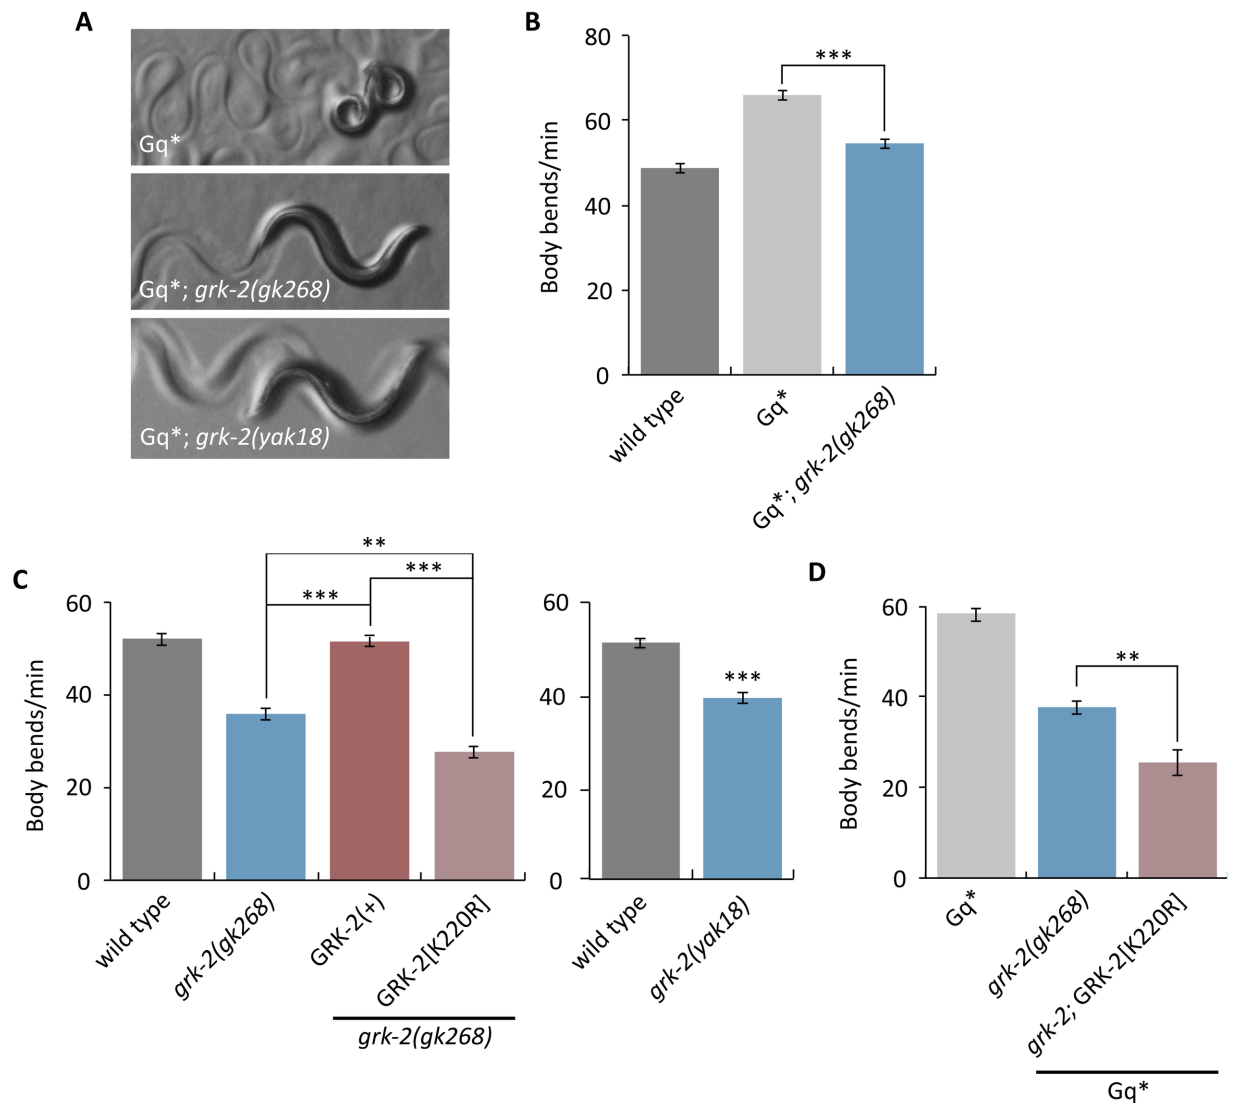 A
Gq*
Gq*; grk-2(gk268)
Gq*; grk-2(yak18)
B
Body bends/min
80
60
40
20
0
***
wild type
Gq*
Gq*; grk-2(gk268)
C
Body bends/min
60
40
20
0
**
***
***
wild type
grk-2(gk268)
GRK-2(+)
GRK-2[K220R]
grk-2(gk268)
60
40
20
0
***
wild type
grk-2(yak18)
D
Body bends/min
60
40
20
0
**
Gq*
grk-2(gk268)
grk-2; GRK-2[K220R]
Gq*